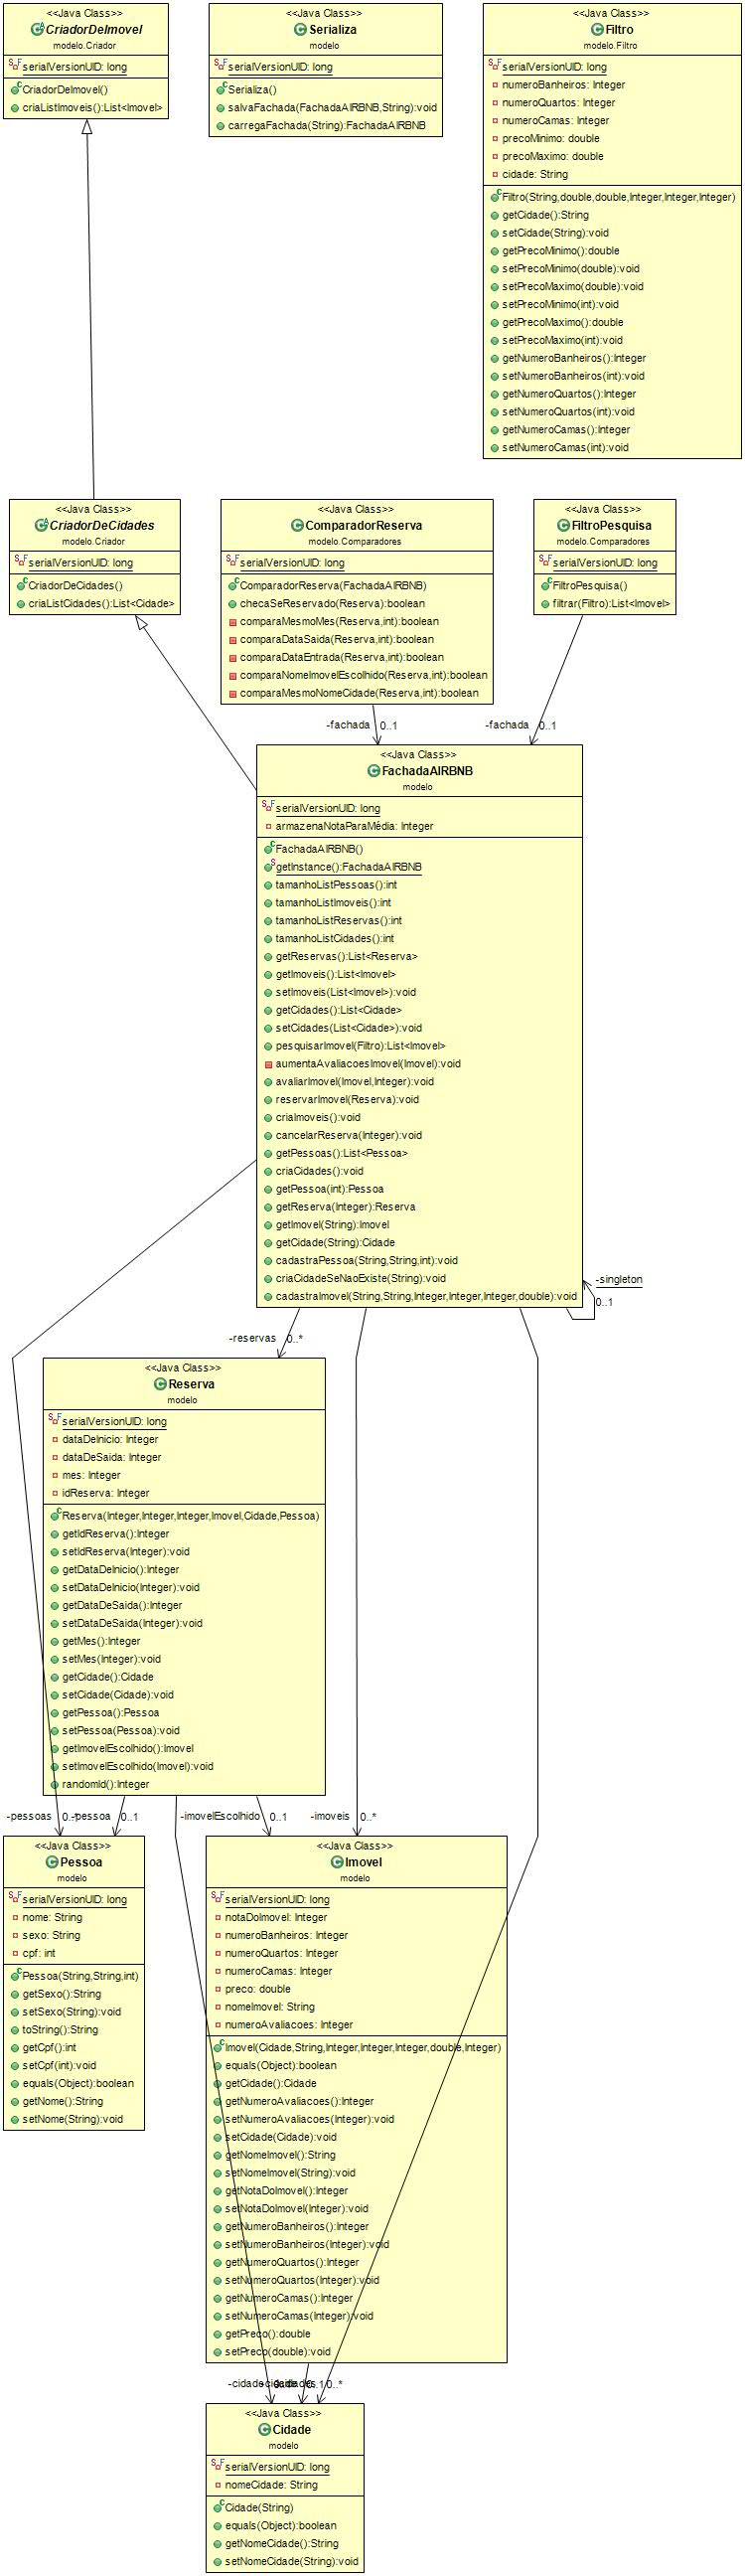 <<Java Class>>
CriadorDeImovel
modelo.Criador
serialVersionUID: long
CriadorDeImovel()
criaListImoveis():List<Imovel>
<<Java Class>>
Serializa
modelo
serialVersionUID: long
Serializa()
salvaFachada(FachadaAIRBNB,String):void
carregaFachada(String):FachadaAIRBNB
<<Java Class>>
Filtro
modelo.Filtro
serialVersionUID: long
numeroBanheiros: Integer
numeroQuartos: Integer
numeroCamas: Integer
precoMinimo: double
precoMaximo: double
cidade: String
Filtro(String,double,double,Integer,Integer,Integer)
getCidade():String
setCidade(String):void
getPrecoMinimo():double
setPrecoMinimo(double):void
setPrecoMaximo(double):void
setPrecoMinimo(int):void
getPrecoMaximo():double
setPrecoMaximo(int):void
getNumeroBanheiros():Integer
setNumeroBanheiros(int):void
getNumeroQuartos():Integer
setNumeroQuartos(int):void
getNumeroCamas():Integer
setNumeroCamas(int):void
<<Java Class>>
CriadorDeCidades
modelo.Criador
serialVersionUID: long
CriadorDeCidades()
criaListCidades():List<Cidade>
<<Java Class>>
ComparadorReserva
modelo.Comparadores
serialVersionUID: long
ComparadorReserva(FachadaAIRBNB)
checaSeReservado(Reserva):boolean
comparaMesmoMes(Reserva,int):boolean
comparaDataSaida(Reserva,int):boolean
comparaDataEntrada(Reserva,int):boolean
comparaNomeImovelEscolhido(Reserva,int):boolean
comparaMesmoNomeCidade(Reserva,int):boolean
<<Java Class>>
FiltroPesquisa
modelo.Comparadores
serialVersionUID: long
FiltroPesquisa()
filtrar(Filtro):List<Imovel>
-fachada 0..1
-fachada 0..1
<<Java Class>>
FachadaAIRBNB
modelo
serialVersionUID: long
armazenaNotaParaMédia: Integer
FachadaAIRBNB()
getInstance():FachadaAIRBNB
tamanhoListPessoas():int
tamanhoListImoveis():int
tamanhoListReservas():int
tamanhoListCidades():int
getReservas():List<Reserva>
getImoveis():List<Imovel>
setImoveis(List<Imovel>):void
getCidades():List<Cidade>
setCidades(List<Cidade>):void
pesquisarImovel(Filtro):List<Imovel>
aumentaAvaliacoesImovel(Imovel):void
avaliarImovel(Imovel,Integer):void
reservarImovel(Reserva):void
criaImoveis():void
cancelarReserva(Integer):void
getPessoas():List<Pessoa>
criaCidades():void
getPessoa(int):Pessoa
getReserva(Integer):Reserva
getImovel(String):Imovel
getCidade(String):Cidade
cadastraPessoa(String,String,int):void
criaCidadeSeNaoExiste(String):void
cadastraImovel(String,String,Integer,Integer,Integer,double):void
-singleton
0..1
-reservas 0..*
<<Java Class>>
Reserva
modelo
serialVersionUID: long
dataDeInicio: Integer
dataDeSaida: Integer
mes: Integer
idReserva: Integer
Reserva(Integer,Integer,Integer,Imovel,Cidade,Pessoa)
getIdReserva():Integer
setIdReserva(Integer):void
getDataDeInicio():Integer
setDataDeInicio(Integer):void
getDataDeSaida():Integer
setDataDeSaida(Integer):void
getMes():Integer
setMes(Integer):void
getCidade():Cidade
setCidade(Cidade):void
getPessoa():Pessoa
setPessoa(Pessoa):void
getImovelEscolhido():Imovel
setImovelEscolhido(Imovel):void
randomId():Integer
-pessoas
-pessoa 0..1
-imovelEscolhido 0..1
-imoveis 0..*
<<Java Class>>
Pessoa
modelo
serialVersionUID: long
nome: String
sexo: String
cpf: int
Pessoa(String,String,int)
getSexo():String
setSexo(String):void
toString():String
getCpf():int
setCpf(int):void
equals(Object):boolean
getNome():String
setNome(String):void
<<Java Class>>
Imovel
modelo
serialVersionUID: long
notaDoImovel: Integer
numeroBanheiros: Integer
numeroQuartos: Integer
numeroCamas: Integer
preco: double
nomeImovel: String
numeroAvaliacoes: Integer
Imovel(Cidade,String,Integer,Integer,Integer,double,Integer)
equals(Object):boolean
getCidade():Cidade
getNumeroAvaliacoes():Integer
setNumeroAvaliacoes(Integer):void
setCidade(Cidade):void
getNomeImovel():String
setNomeImovel(String):void
getNotaDoImovel():Integer
setNotaDoImovel(Integer):void
getNumeroBanheiros():Integer
setNumeroBanheiros(Integer):void
getNumeroQuartos():Integer
setNumeroQuartos(Integer):void
getNumeroCamas():Integer
setNumeroCamas(Integer):void
getPreco():double
setPreco(double):void
-cidade 0..*
<<Java Class>>
Cidade
modelo
serialVersionUID: long
nomeCidade: String
Cidade(String)
equals(Object):boolean
getNomeCidade():String
setNomeCidade(String):void